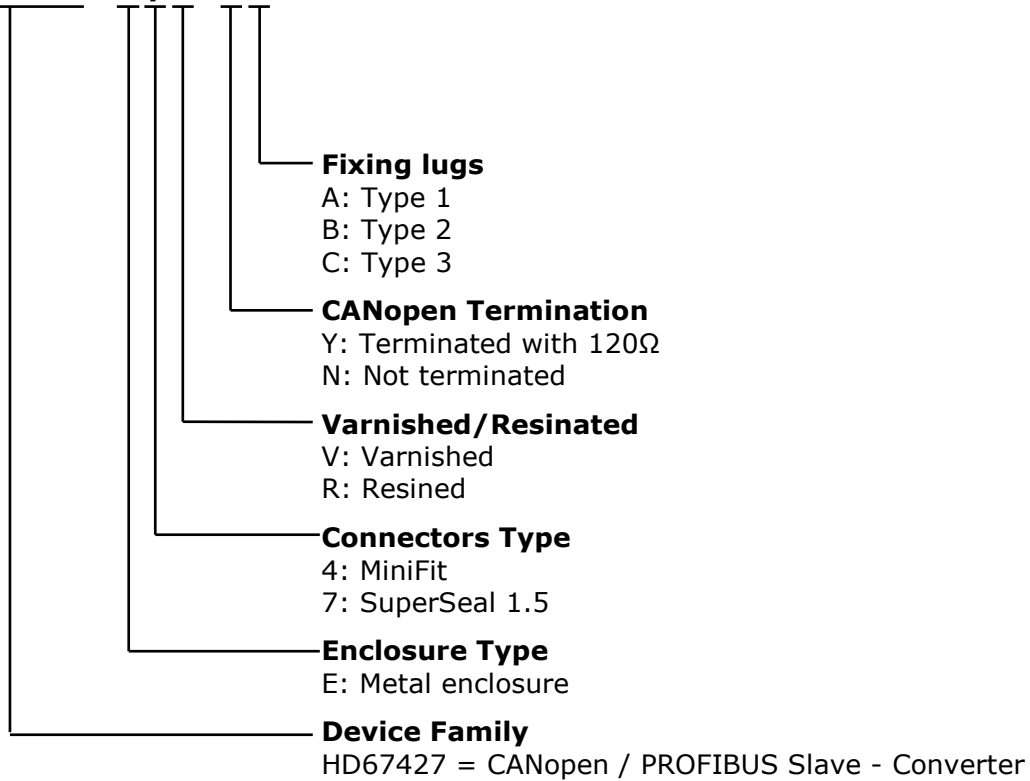 Fixing lugs
A: Type 1
B: Type 2
C: Type 3
CANopen Termination
Y: Terminated with 120Ω
N: Not terminated
Varnished/Resinated
V: Varnished
R: Resined
Connectors Type
4: MiniFit
7: SuperSeal 1.5
Enclosure Type
E: Metal enclosure
Device Family
HD67427 = CANopen / PROFIBUS Slave - Converter